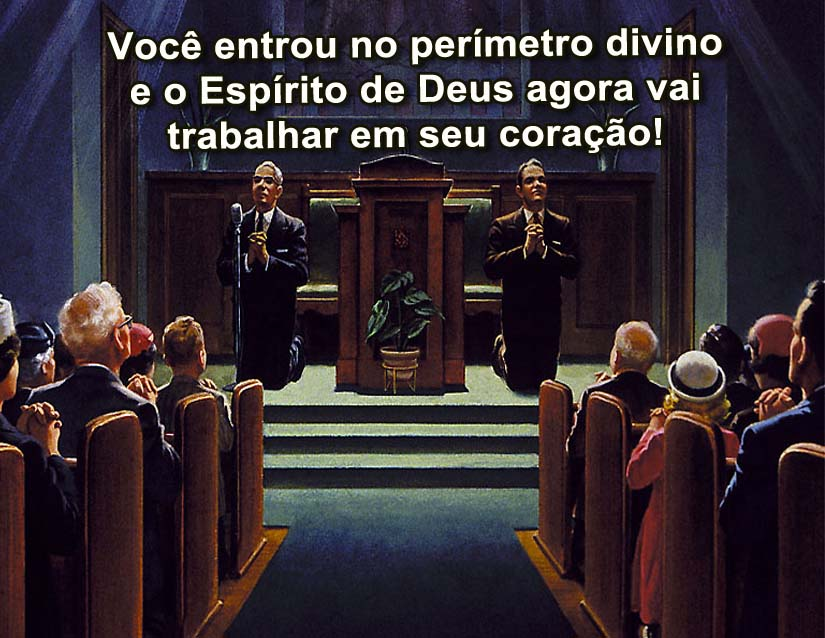 Você entrou no perímetro divino
e o Espírito de Deus agora vai
trabalhar em seu coração!